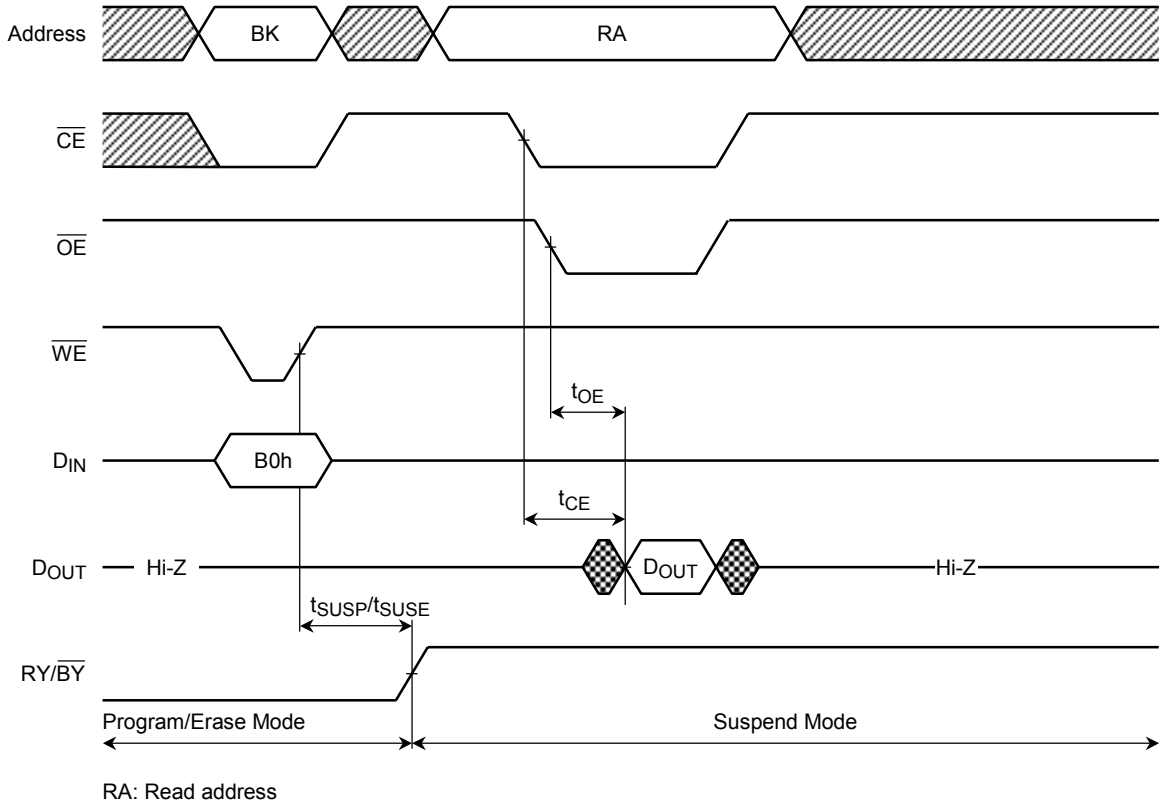 Address BK RA
CE
OE
WE
tOE
DIN B0h
tCE
DOUT Hi-Z DOUT Hi-Z
tSUSP/tSUSE
RY/BY
Program/Erase Mode Suspend Mode
RA: Read address